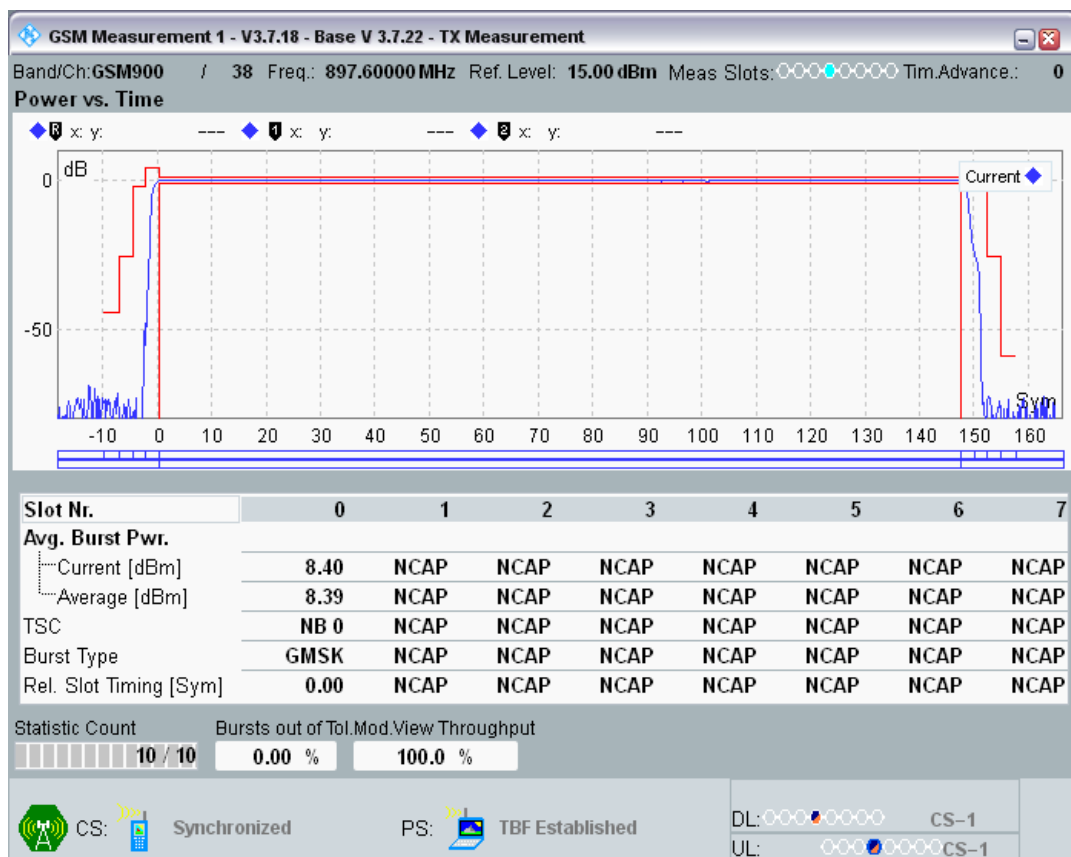 GSM Measurement 1 - V3.7.18 - Base V 3.7.22 - TX Measurement
Band/Ch:GSM900 / 38 Freq.: 897.60000 MHz Ref. Level: 15.00 dBm Meas Slots: Tim.Advance.: 0
Power vs. Time
R x: y: --- 1 x: y: --- 2 x: y: ---
dB
Current
0
-50
Sym
-10 0 10 20 30 40 50 60 70 80 90 100 110 120 130 140 150 160
Slot Nr. 0 1 2 3 4 5 6 7
Avg. Burst Pwr.
Current [dBm] 8.40 NCAP NCAP NCAP NCAP NCAP NCAP NCAP
Average [dBm] 8.39 NCAP NCAP NCAP NCAP NCAP NCAP NCAP
TSC NB 0 NCAP NCAP NCAP NCAP NCAP NCAP NCAP
Burst Type GMSK NCAP NCAP NCAP NCAP NCAP NCAP NCAP
Rel. Slot Timing [Sym] 0.00 NCAP NCAP NCAP NCAP NCAP NCAP NCAP
Statistic Count Bursts out of Tol.Mod.View Throughput
10 / 10 0.00 % 100.0 %
CS: Synchronized PS: TBF Established
DL: CS-1
UL: CS-1